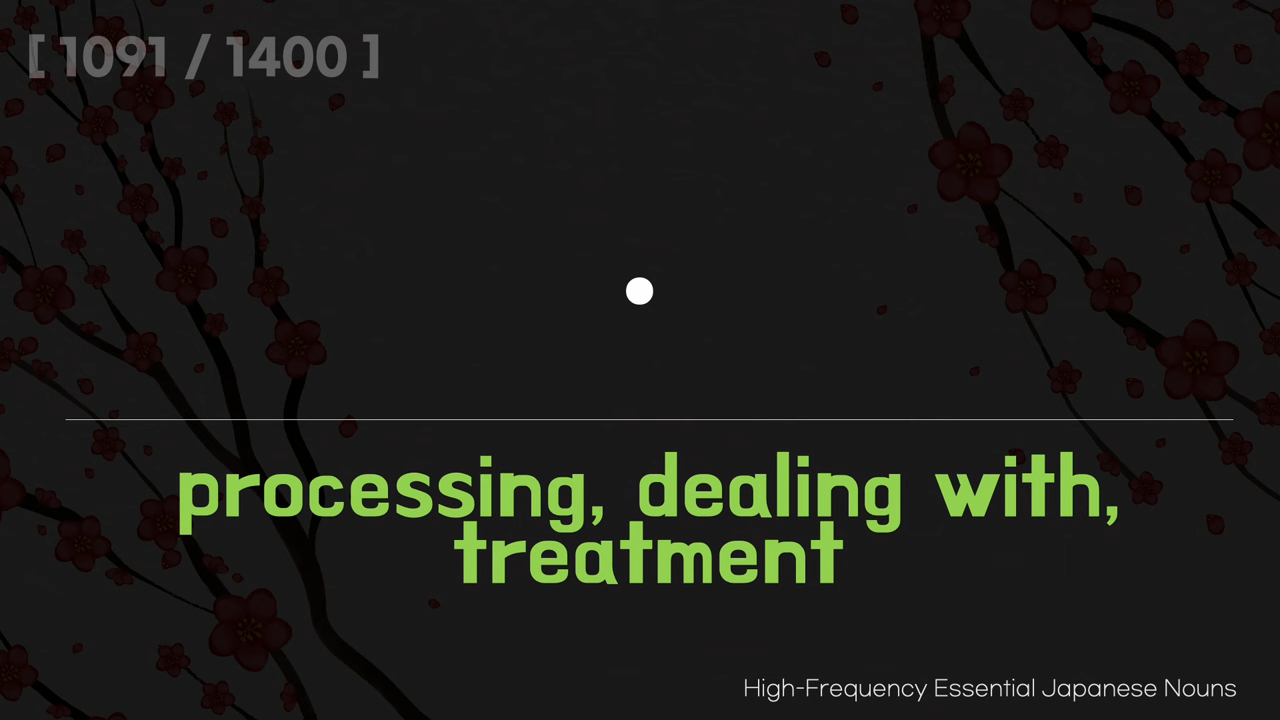 [ 1091 / 1400 ]
processing, dealing with,
treatment
High-Frequency Essential Japanese Nouns